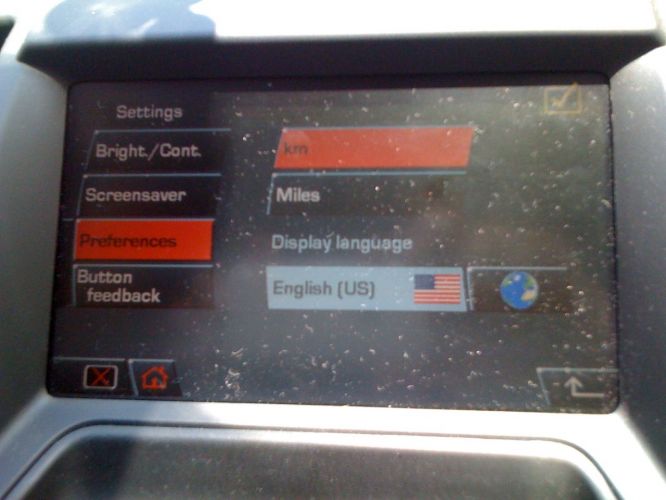 Settings
Bright./Cont.
km
Screensaver
Miles
Preferences
Display language
Button
feedback
English (US)